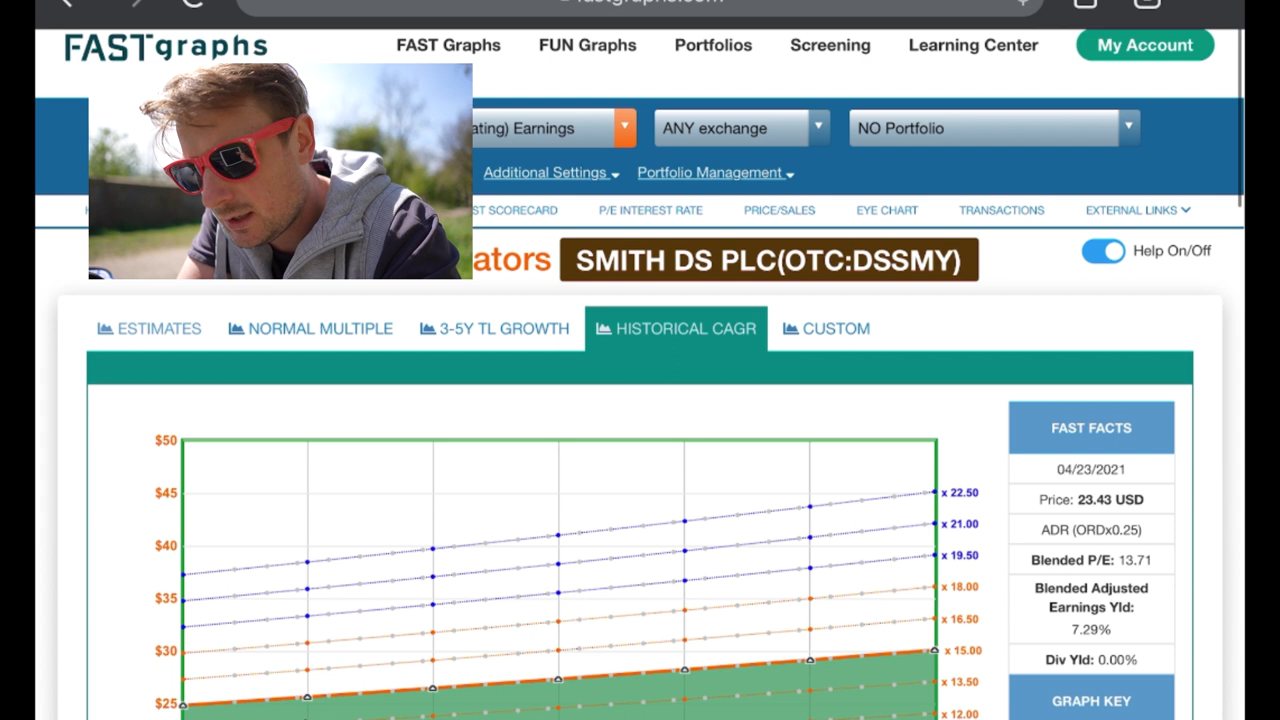 FASTgraphs
FAST Graphs
FUN Graphs
Portfolios
Screening
Learning Center
My Account
Earnings
ANY exchange
NO Portfolio
Additional Settings
Portfolio Management
SCORECARD
P/E INTEREST RATE
PRICE/SALES
EYE CHART
TRANSACTIONS
EXTERNAL LINKS
SMITH DS PLC(OTC:DSSMY)
Help On/Off
ESTIMATES
NORMAL MULTIPLE
3-5Y TL GROWTH
HISTORICAL CAGR
CUSTOM
$50
$45
$40
$35
$30
$25
x 22.50
x 21.00
x 19.50
x 18.00
x 16.50
x 15.00
x 13.50
x 12.00
FAST FACTS
04/23/2021
Price: 23.43 USD
ADR (ORDx0.25)
Blended P/E: 13.71
Blended Adjusted
Earnings Yld:
7.29%
Div Yld: 0.00%
GRAPH KEY